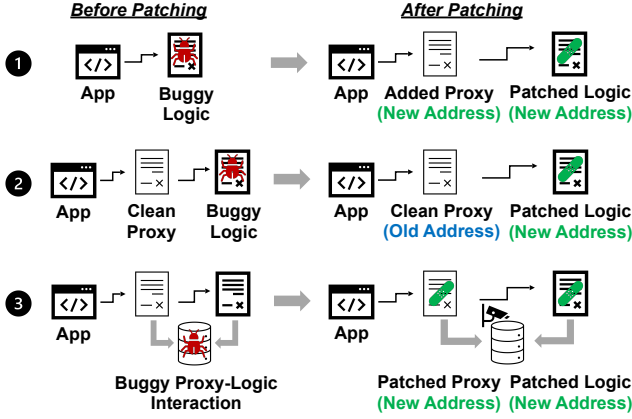 Before Patching
After Patching
1
</>
App
Buggy
Logic
</>
App
Added Proxy
(New Address)
Patched Logic
(New Address)
2
</>
App
Clean
Proxy
Buggy
Logic
</>
App
Clean Proxy
(Old Address)
Patched Logic
(New Address)
3
</>
App
Buggy Proxy-Logic
Interaction
</>
App
Patched Proxy
(New Address)
Patched Logic
(New Address)